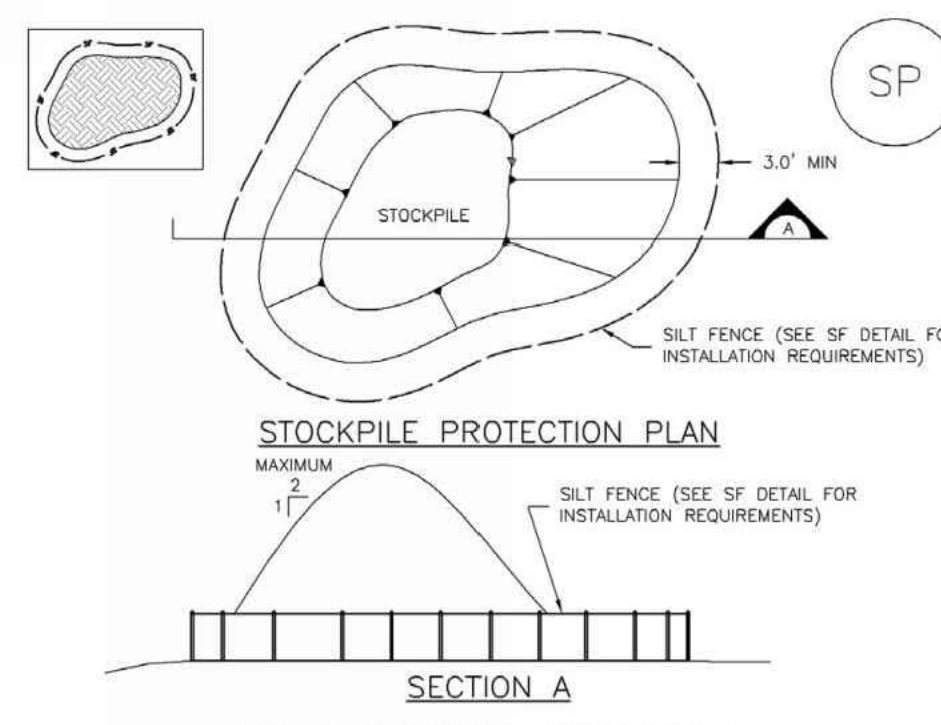 SP
3.0' MIN
STOCKPILE
A
SILT FENCE (SEE SF DETAIL
INSTALLATION REQUIREMENTS)
STOCKPILE PROTECTION PLAN
MAXIMUM
2
1
SILT FENCE (SEE SF DETAIL FOR
INSTALLATION REQUIREMENTS)
SECTION A